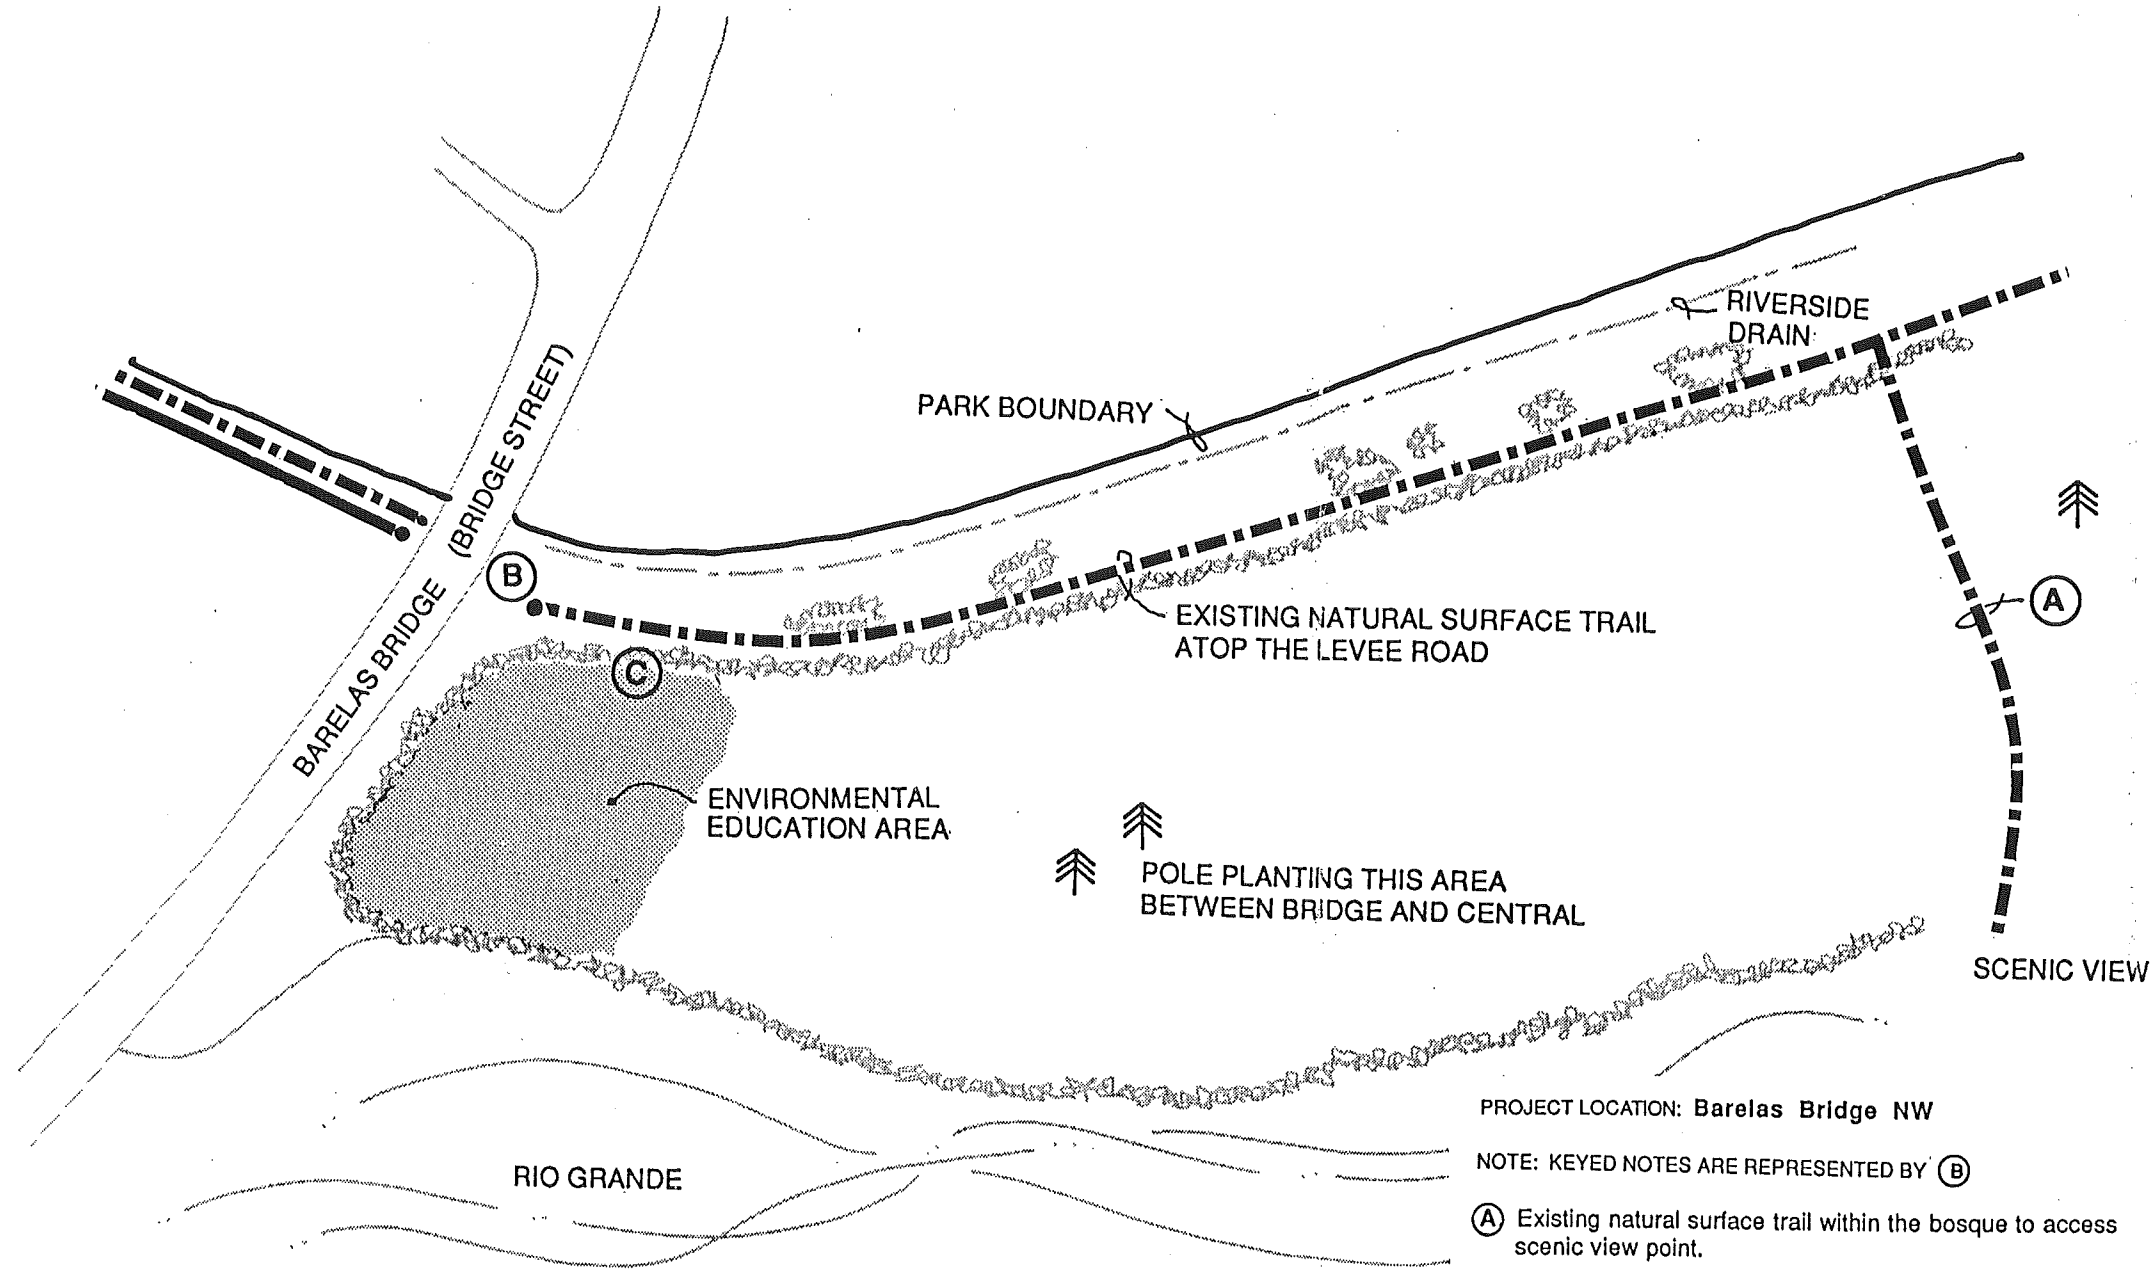 RIVERSIDE
DRAIN
PARK BOUNDARY
BARELAS BRIDGE (BRIDGE STREET)
B
A
EXISTING NATURAL SURFACE TRAIL
ATOP THE LEVEE ROAD
C
ENVIRONMENTAL
EDUCATION AREA
POLE PLANTING THIS AREA
BETWEEN BRIDGE AND CENTRAL
SCENIC VIEW
RIO GRANDE
PROJECT LOCATION: Barelas Bridge NW
NOTE: KEYED NOTES ARE REPRESENTED BY B
A Existing natural surface trail within the bosque to access
scenic view point.